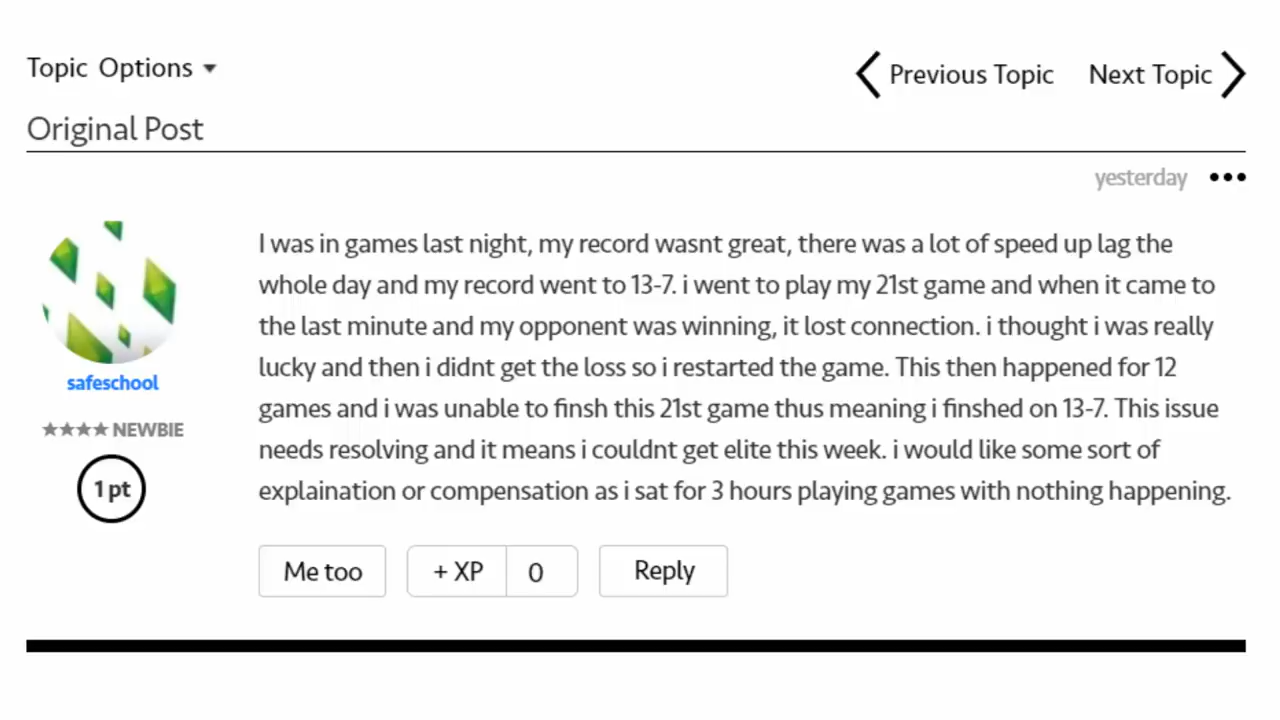 Topic Options
Previous Topic
Next Topic
Original Post
yesterday
I was in games last night, my record wasnt great, there was a lot of speed up lag the
whole day and my record went to 13-7. i went to play my 21st game and when it came to
the last minute and my opponent was winning, it lost connection. i thought i was really
lucky and then i didnt get the loss so i restarted the game. This then happened for 12
games and i was unable to finsh this 21st game thus meaning i finshed on 13-7. This issue
needs resolving and it means i couldnt get elite this week. i would like some sort of
explaination or compensation as i sat for 3 hours playing games with nothing happening.
safeschool
★★★★ NEWBIE
1 pt
Me too
+ XP
0
Reply